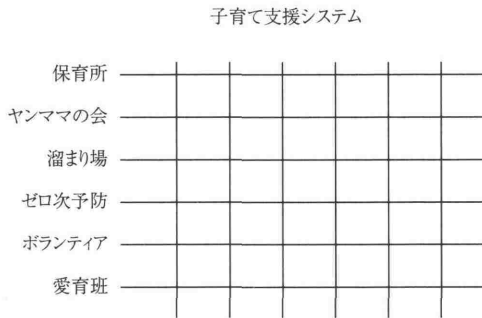 子育て支援システム
保育所
ヤンママの会
溜まり場
ゼロ次予防
ボランティア
愛育班